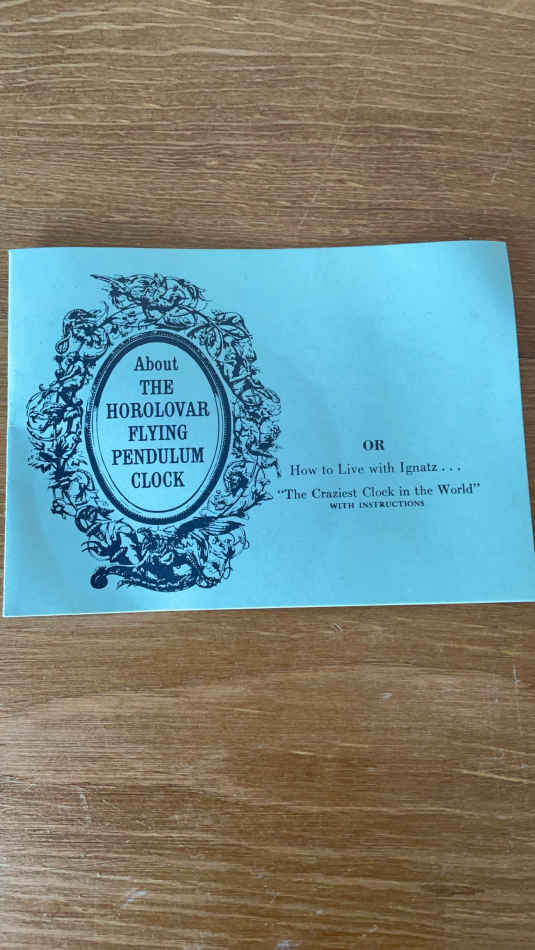 About
THE
HOROLOVAR
FLYING
PENDULUM
CLOCK
OR
How to Live with Ignatz . . .
“The Craziest Clock in the World”
WITH INSTRUCTIONS